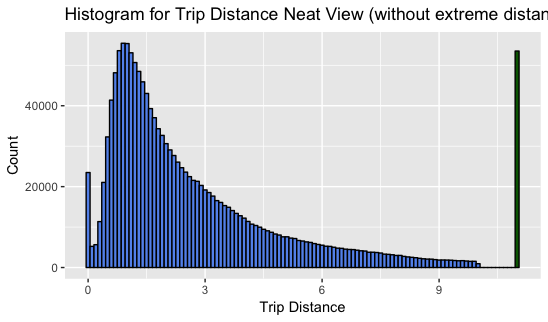 Histogram for Trip Distance Neat View (without extreme distan
40000
20000
0
Count
0 3 6 9
Trip Distance